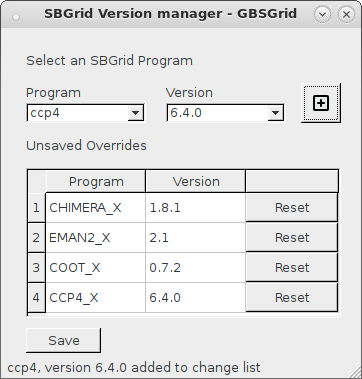 SBGrid Version manager - GBSGrid
Select an SBGrid Program
Program Version
ccp4 6.4.0
Unsaved Overrides
Program Version
1 CHIMERA_X 1.8.1 Reset
2 EMAN2_X 2.1 Reset
3 COOT_X 0.7.2 Reset
4 CCP4_X 6.4.0 Reset
Save
ccp4, version 6.4.0 added to change list